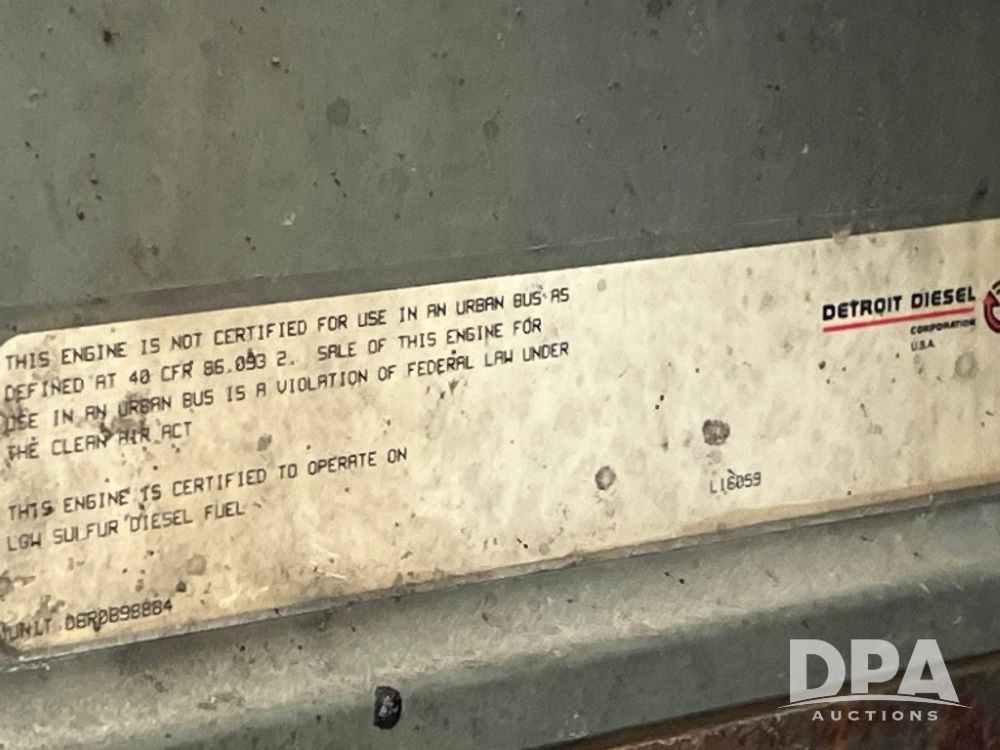 THIS ENGINE IS NOT CERTIFIED FOR USE IN AN URBAN BUS AS
DEFINED AT 40 CFR 86.093 2. SALE OF THIS ENGINE FOR
USE IN AN URBAN BUS IS A VIOLATION OF FEDERAL LAW UNDER
THE CLEAN AIR ACT
THIS ENGINE IS CERTIFIED TO OPERATE ON
LOW SULFUR DIESEL FUEL
UNIT 06R0898884
DETROIT DIESEL
CORPORATION
U.S.A.
L16059
DPA
AUCTIONS